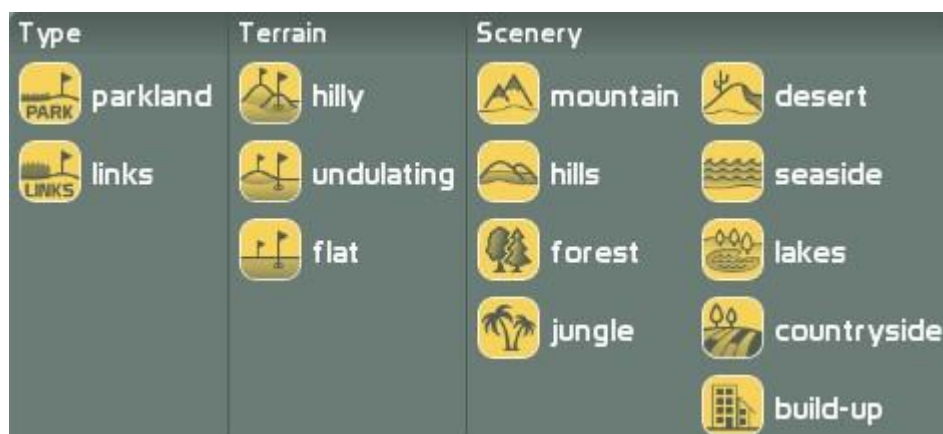 Type
PARK parkland
LINKS links
Terrain
hilly
undulating
flat
Scenery
mountain
hills
forest
jungle
desert
seaside
lakes
countryside
build-up